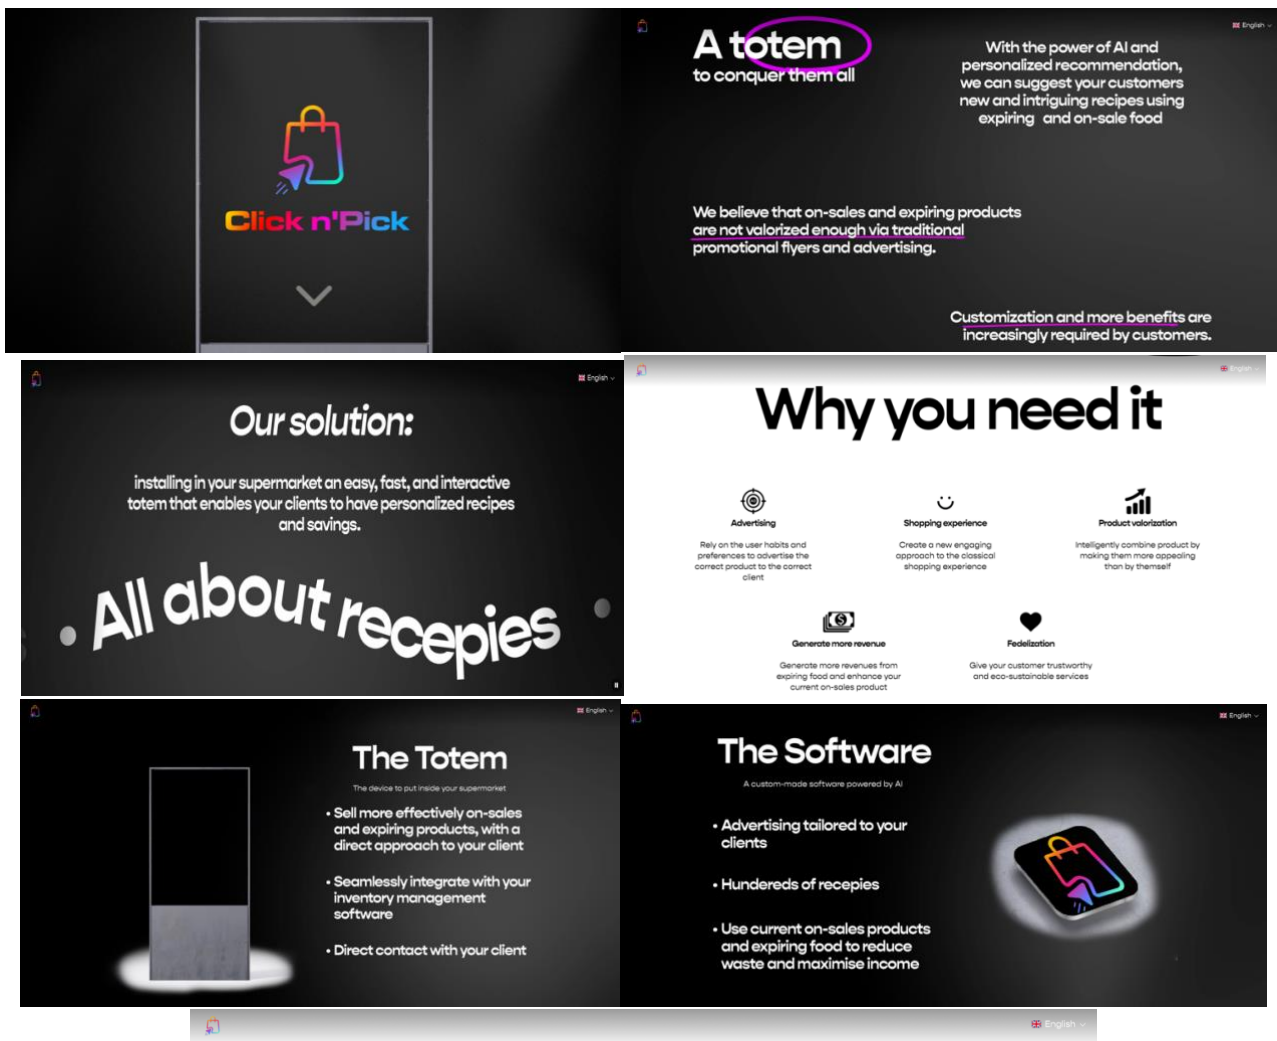 Click n'Pick
English
A totem
to conquer them all
With the power of AI and
personalized recommendation,
we can suggest your customers
new and intriguing recipes using
expiring and on-sale food
We believe that on-sales and expiring products
are not valorized enough via traditional
promotional flyers and advertising.
Customization and more benefits are
increasingly required by customers.
English
Our solution:
installing in your supermarket an easy, fast, and interactive
totem that enables your clients to have personalized recipes
and savings.
All about recepies
English
Why you need it
Advertising
Rely on the user habits and
preferences to advertise the
correct product to the correct
client
Shopping experience
Create a new engaging
approach to the classical
shopping experience
Product valorization
Intelligently combine product by
making them more appealing
than by themself
Generate more revenue
Generate more revenues from
expiring food and enhance your
current on-sales product
Fedelization
Give your customer trustworthy
and eco-sustainable services
English
The Totem
The device to put inside your supermarket
• Sell more effectively on-sales
and expiring products, with a
direct approach to your client
• Seamlessly integrate with your
inventory management
software
• Direct contact with your client
English
The Software
A custom-made software powered by AI
• Advertising tailored to your
clients
• Hundereds of recepies
• Use current on-sales products
and expiring food to reduce
waste and maximise income
English